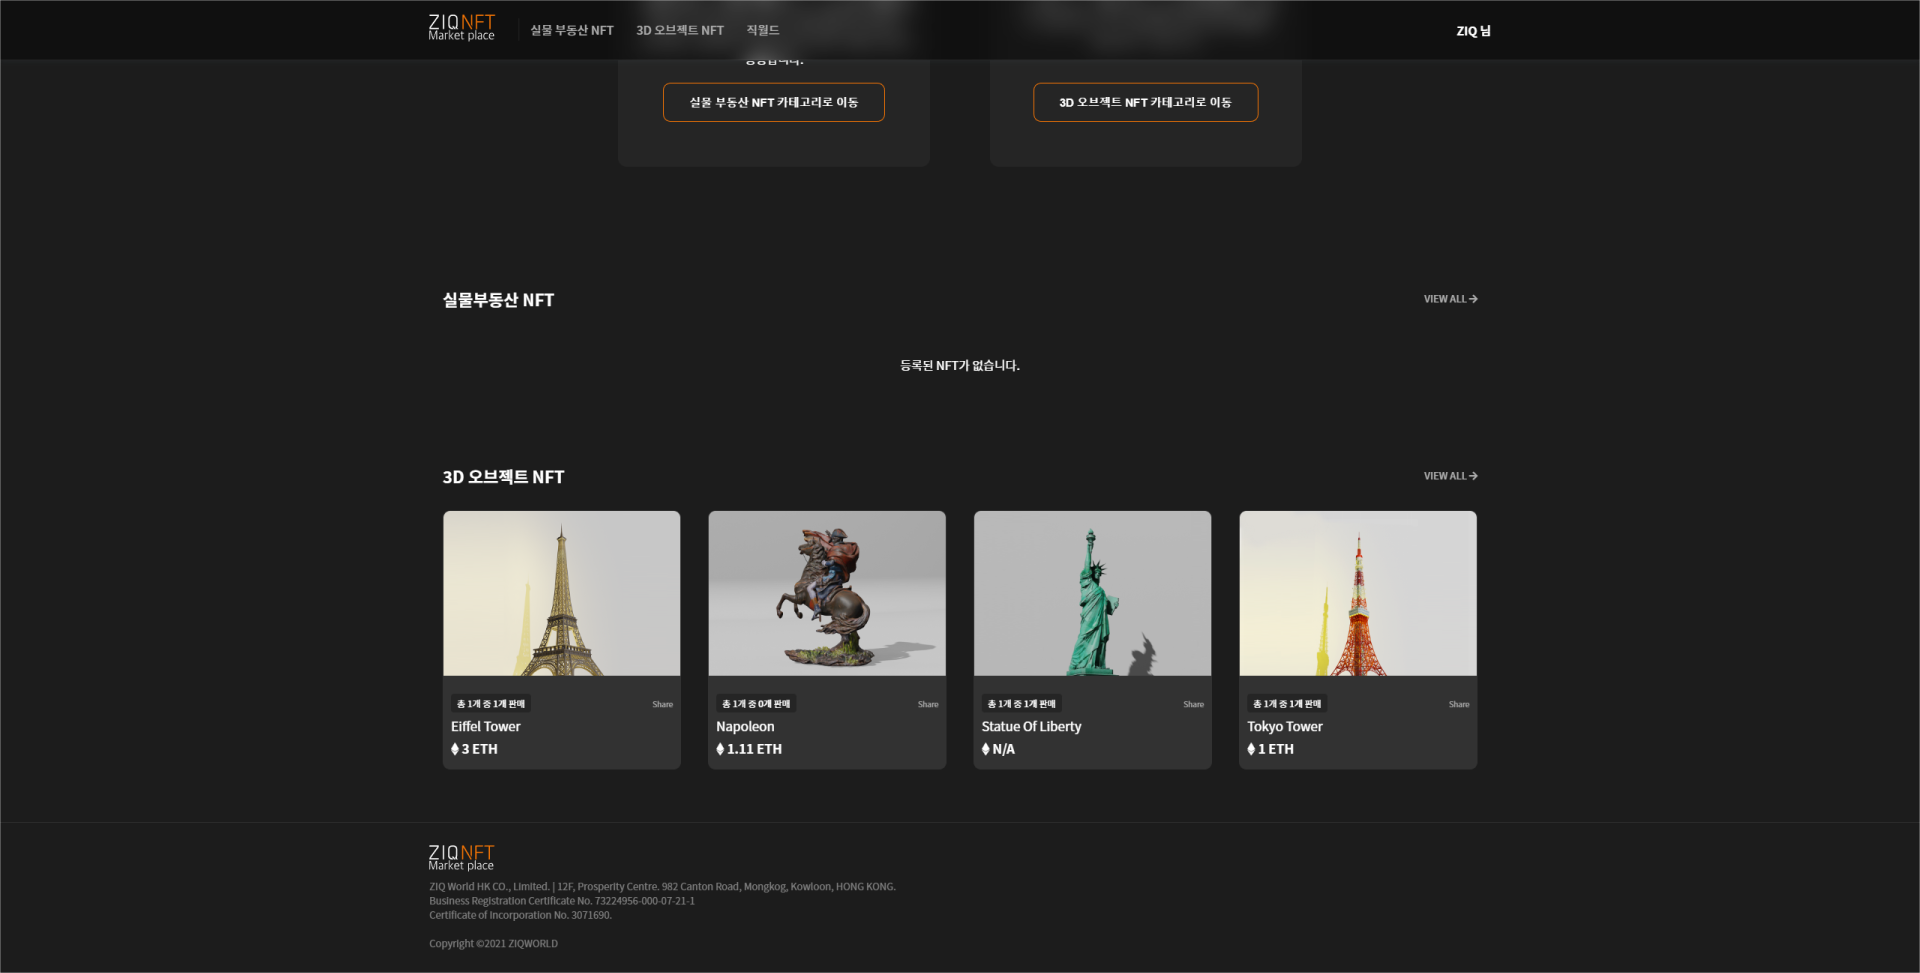 ZIQNFT
Market place
실물 부동산 NFT
3D 오브젝트 NFT
직월드
ZIQ 님
실물 부동산 NFT 카테고리로 이동
3D 오브젝트 NFT 카테고리로 이동
실물부동산 NFT
VIEW ALL →
등록된 NFT가 없습니다.
3D 오브젝트 NFT
VIEW ALL →
총 1개 중 1개 판매
Share
Eiffel Tower
3 ETH
총 1개 중 0개 판매
Share
Napoleon
1.11 ETH
총 1개 중 1개 판매
Share
Statue Of Liberty
N/A
총 1개 중 1개 판매
Share
Tokyo Tower
1 ETH
ZIQNFT
Market place
ZIQ World HK CO., Limited. | 12F, Prosperity Centre. 982 Canton Road, Mongkog, Kowloon, HONG KONG.
Business Registration Certificate No. 73224956-000-07-21-1
Certificate of Incorporation No. 3071690.
Copyright ©2021 ZIQWORLD